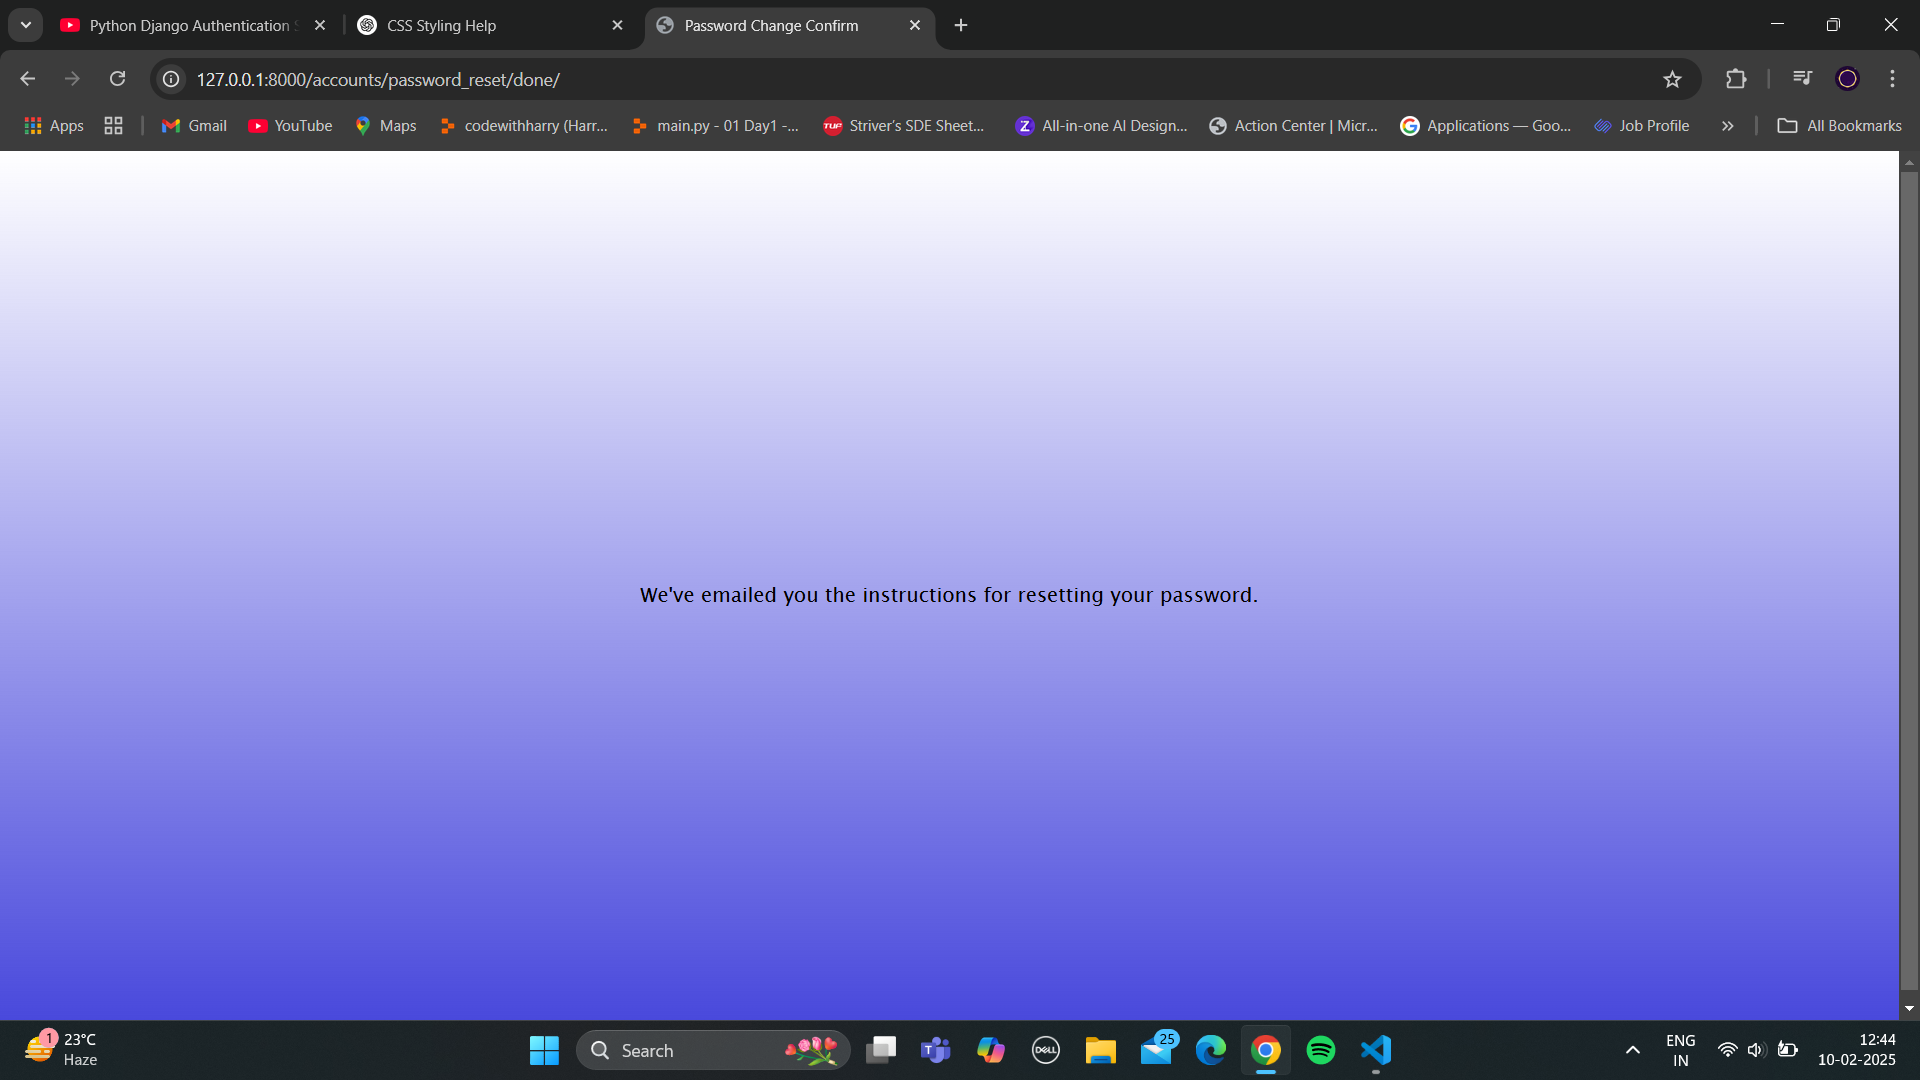 Python Django Authentication
CSS Styling Help
Password Change Confirm
127.0.0.1:8000/accounts/password_reset/done/
Apps
Gmail
YouTube
Maps
codewithharry (Harr...
main.py - 01 Day1 -...
TUF
Striver's SDE Sheet...
Z
All-in-one AI Design...
Action Center | Micr...
Applications — Goo...
Job Profile
All Bookmarks
We've emailed you the instructions for resetting your password.
1
23°C
Haze
Search
T
DELL
25
ENG
IN
12:44
10-02-2025